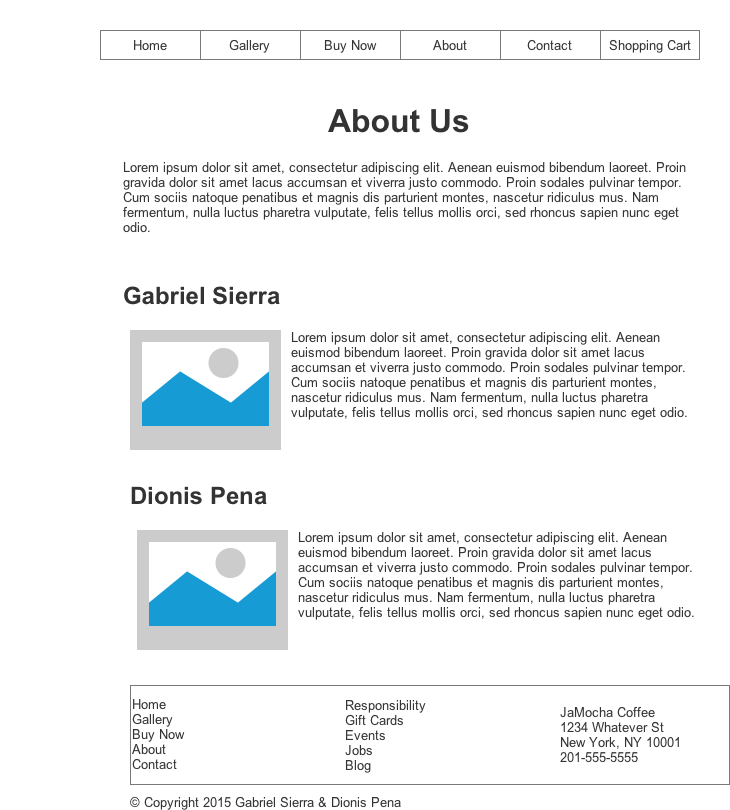 Home Gallery Buy Now About Contact Shopping Cart
About Us
Lorem ipsum dolor sit amet, consectetur adipiscing elit. Aenean euismod bibendum laoreet. Proin
gravida dolor sit amet lacus accumsan et viverra justo commodo. Proin sodales pulvinar tempor.
Cum sociis natoque penatibus et magnis dis parturient montes, nascetur ridiculus mus. Nam
fermentum, nulla luctus pharetra vulputate, felis tellus mollis orci, sed rhoncus sapien nunc eget
odio.
Gabriel Sierra
Lorem ipsum dolor sit amet, consectetur adipiscing elit. Aenean
euismod bibendum laoreet. Proin gravida dolor sit amet lacus
accumsan et viverra justo commodo. Proin sodales pulvinar tempor.
Cum sociis natoque penatibus et magnis dis parturient montes,
nascetur ridiculus mus. Nam fermentum, nulla luctus pharetra
vulputate, felis tellus mollis orci, sed rhoncus sapien nunc eget odio.
Dionis Pena
Lorem ipsum dolor sit amet, consectetur adipiscing elit. Aenean
euismod bibendum laoreet. Proin gravida dolor sit amet lacus
accumsan et viverra justo commodo. Proin sodales pulvinar tempor.
Cum sociis natoque penatibus et magnis dis parturient montes,
nascetur ridiculus mus. Nam fermentum, nulla luctus pharetra
vulputate, felis tellus mollis orci, sed rhoncus sapien nunc eget odio.
Home
Gallery
Buy Now
About
Contact
Responsibility
Gift Cards
Events
Jobs
Blog
JaMocha Coffee
1234 Whatever St
New York, NY 10001
201-555-5555
© Copyright 2015 Gabriel Sierra & Dionis Pena